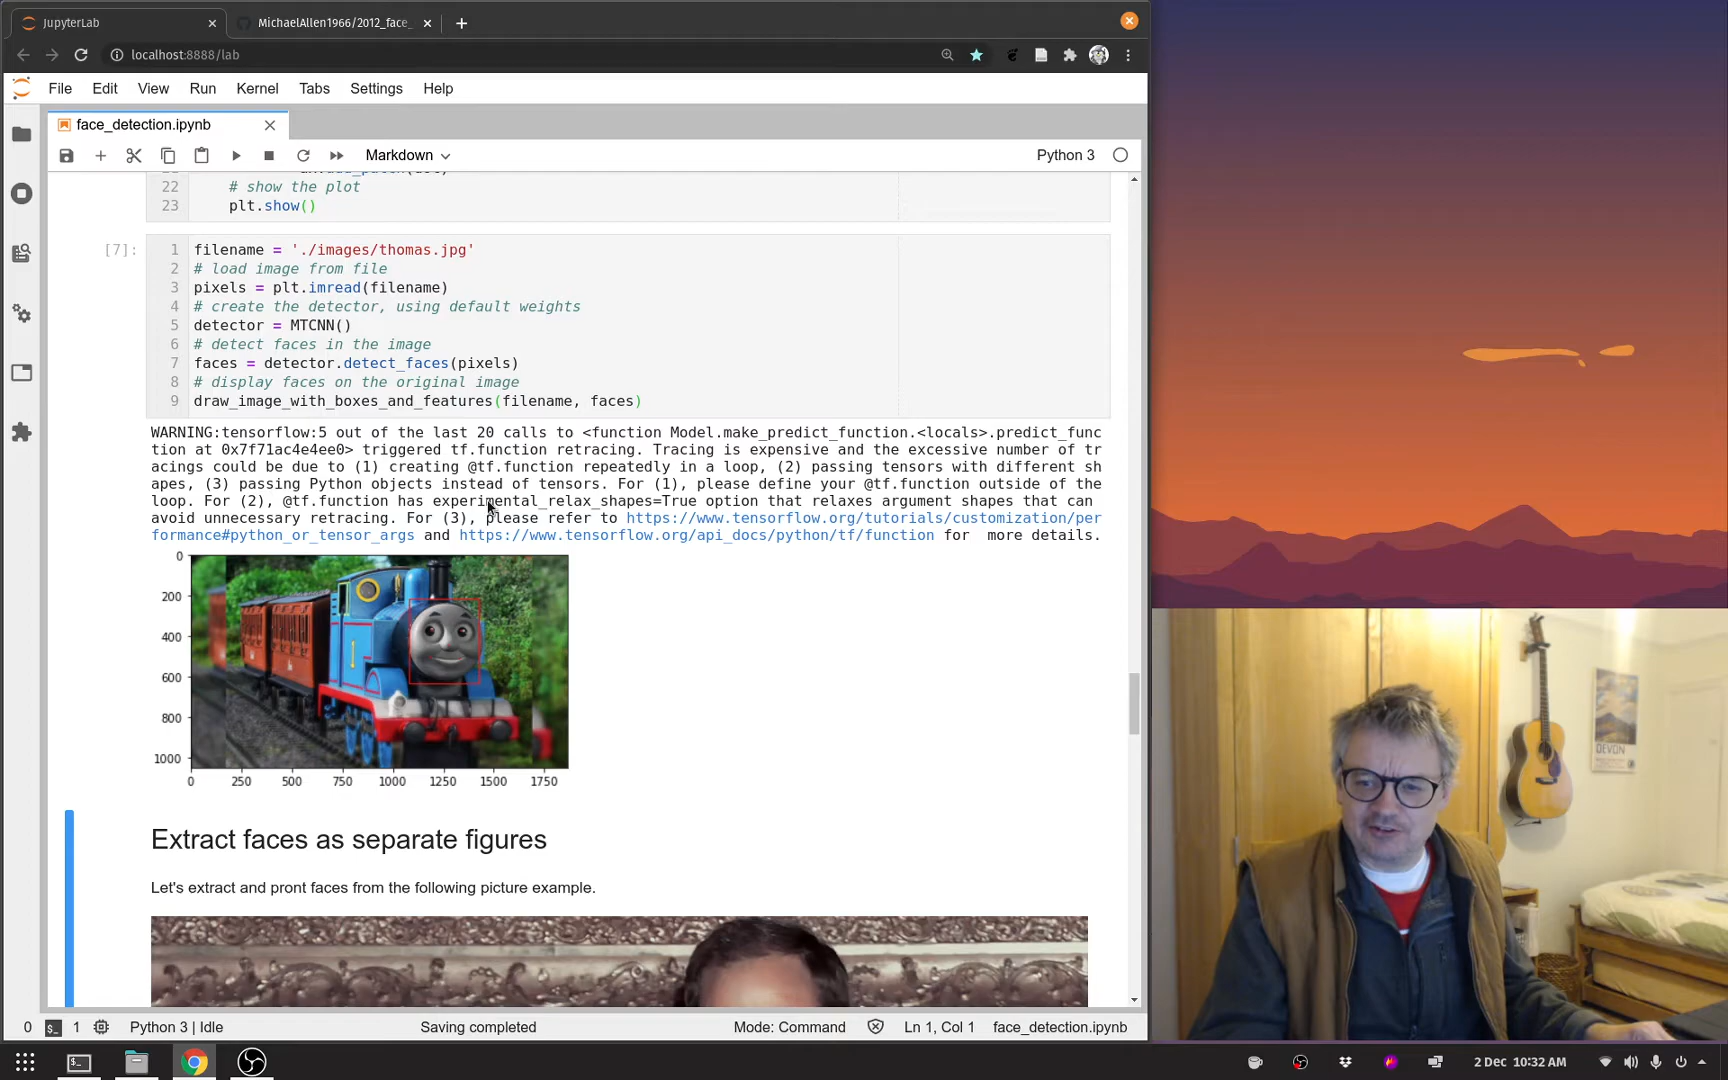 JupyterLab
MichaelAllen1966/2012_face_
localhost:8888/lab
File Edit View Run Kernel Tabs Settings Help
face_detection.ipynb
Markdown
Python 3
22 # show the plot
23 plt.show()
[7]:
1 filename = './images/thomas.jpg'
2 # load image from file
3 pixels = plt.imread(filename)
4 # create the detector, using default weights
5 detector = MTCNN()
6 # detect faces in the image
7 faces = detector.detect_faces(pixels)
8 # display faces on the original image
9 draw_image_with_boxes_and_features(filename, faces)
WARNING:tensorflow:5 out of the last 20 calls to <function Model.make_predict_function.<locals>.predict_func
tion at 0x7f71ac4e4ee0> triggered tf.function retracing. Tracing is expensive and the excessive number of tr
acings could be due to (1) creating @tf.function repeatedly in a loop, (2) passing tensors with different sh
apes, (3) passing Python objects instead of tensors. For (1), please define your @tf.function outside of the
loop. For (2), @tf.function has experimental_relax_shapes=True option that relaxes argument shapes that can
avoid unnecessary retracing. For (3), please refer to https://www.tensorflow.org/tutorials/customization/per
formance#python_or_tensor_args and https://www.tensorflow.org/api_docs/python/tf/function for  more details.
0
200
400
600
800
1000
0 250 500 750 1000 1250 1500 1750
Extract faces as separate figures
Let's extract and pront faces from the following picture example.
DEVON
0 $_ 1 Python 3 | Idle Saving completed Mode: Command Ln 1, Col 1 face_detection.ipynb
2 Dec 10:32 AM